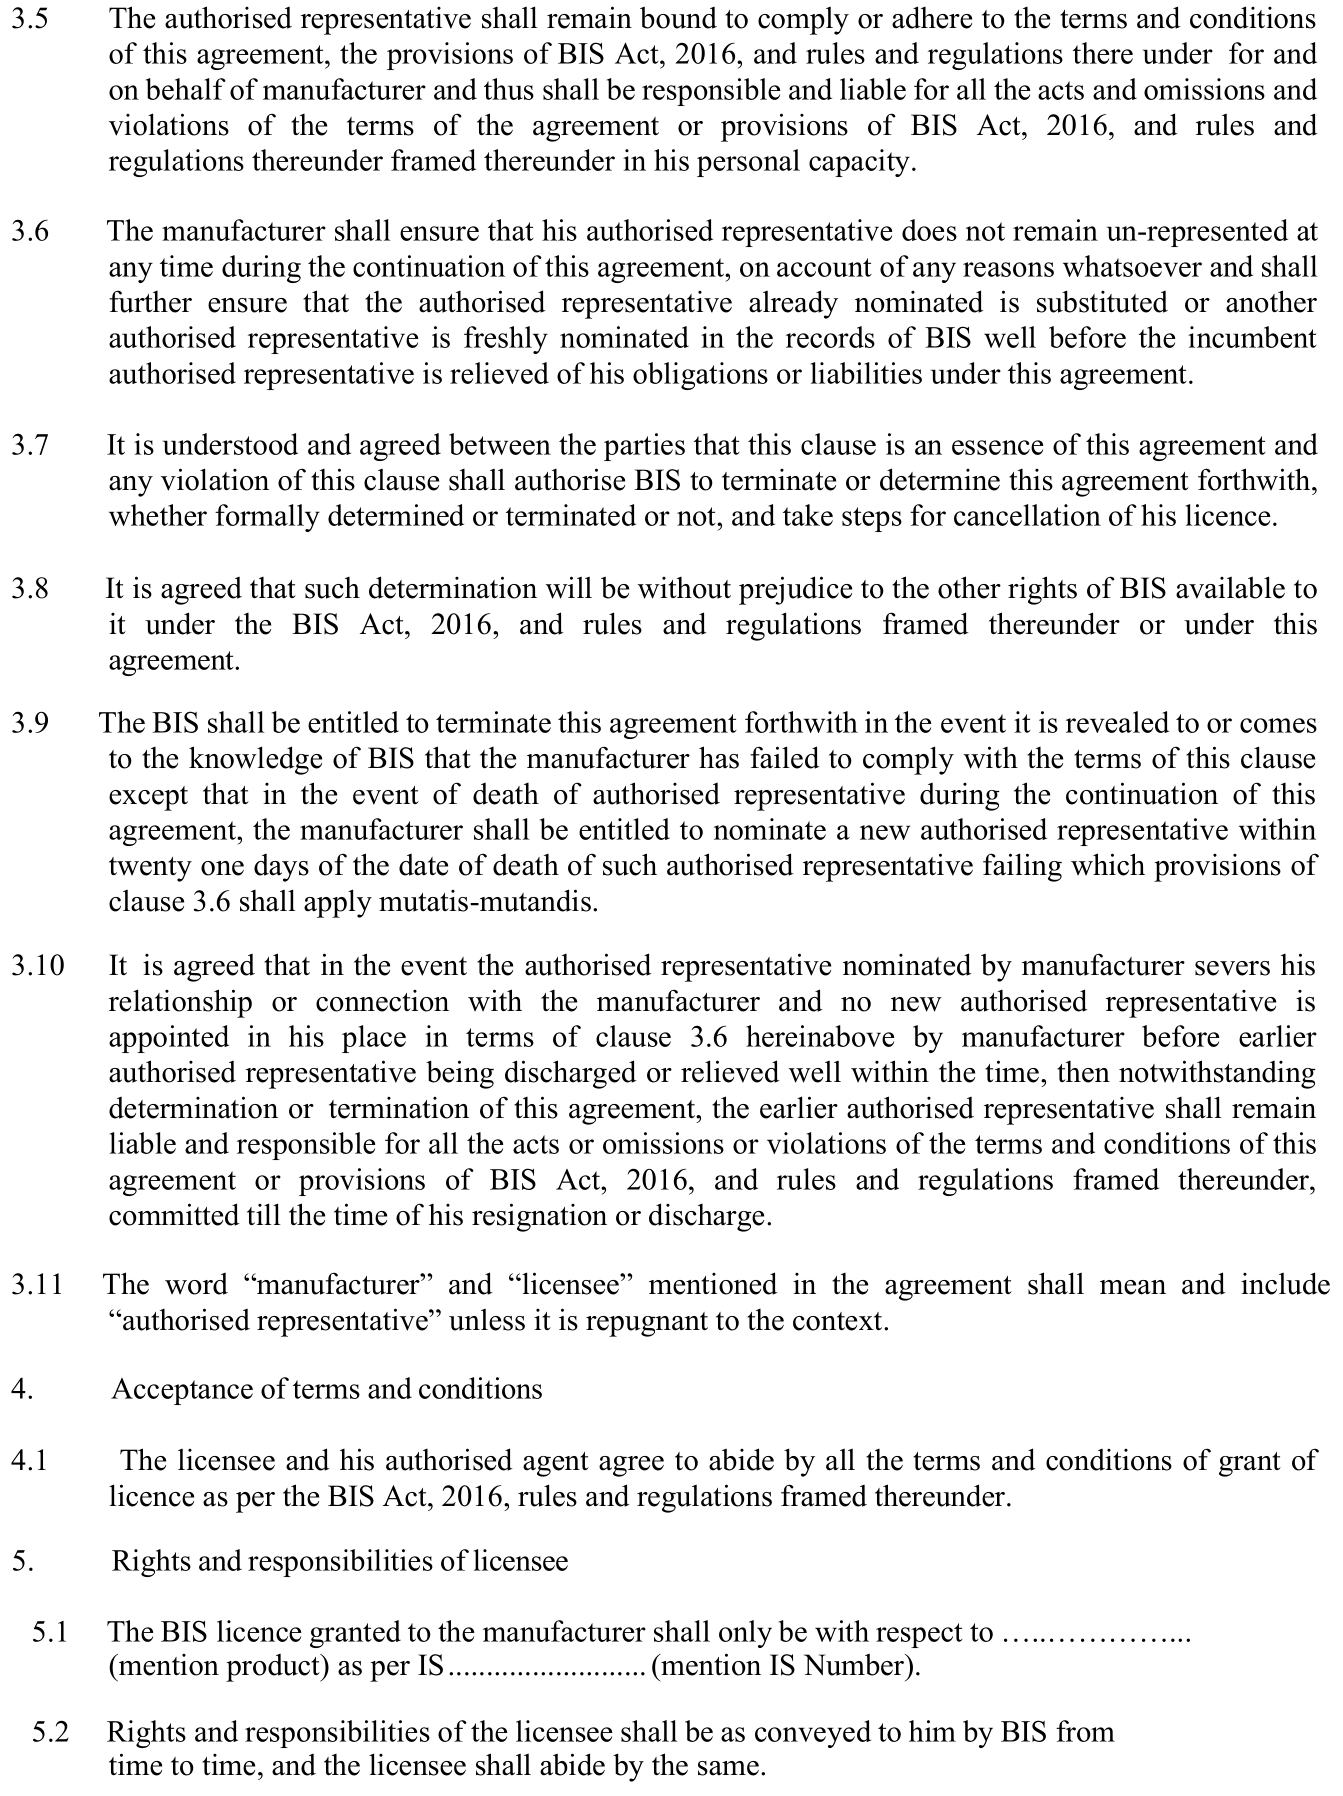 3.5 The authorised representative shall remain bound to comply or adhere to the terms and conditions
of this agreement, the provisions of BIS Act, 2016, and rules and regulations there under for and
on behalf of manufacturer and thus shall be responsible and liable for all the acts and omissions and
violations of the terms of the agreement or provisions of BIS Act, 2016, and rules and
regulations thereunder framed thereunder in his personal capacity.
3.6 The manufacturer shall ensure that his authorised representative does not remain un-represented at
any time during the continuation of this agreement, on account of any reasons whatsoever and shall
further ensure that the authorised representative already nominated is substituted or another
authorised representative is freshly nominated in the records of BIS well before the incumbent
authorised representative is relieved of his obligations or liabilities under this agreement.
3.7 It is understood and agreed between the parties that this clause is an essence of this agreement and
any violation of this clause shall authorise BIS to terminate or determine this agreement forthwith,
whether formally determined or terminated or not, and take steps for cancellation of his licence.
3.8 It is agreed that such determination will be without prejudice to the other rights of BIS available to
it under the BIS Act, 2016, and rules and regulations framed thereunder or under this
agreement.
3.9 The BIS shall be entitled to terminate this agreement forthwith in the event it is revealed to or comes
to the knowledge of BIS that the manufacturer has failed to comply with the terms of this clause
except that in the event of death of authorised representative during the continuation of this
agreement, the manufacturer shall be entitled to nominate a new authorised representative within
twenty one days of the date of death of such authorised representative failing which provisions of
clause 3.6 shall apply mutatis-mutandis.
3.10 It is agreed that in the event the authorised representative nominated by manufacturer severs his
relationship or connection with the manufacturer and no new authorised representative is
appointed in his place in terms of clause 3.6 hereinabove by manufacturer before earlier
authorised representative being discharged or relieved well within the time, then notwithstanding
determination or termination of this agreement, the earlier authorised representative shall remain
liable and responsible for all the acts or omissions or violations of the terms and conditions of this
agreement or provisions of BIS Act, 2016, and rules and regulations framed thereunder,
committed till the time of his resignation or discharge.
3.11 The word “manufacturer” and “licensee” mentioned in the agreement shall mean and include
“authorised representative” unless it is repugnant to the context.
4. Acceptance of terms and conditions
4.1 The licensee and his authorised agent agree to abide by all the terms and conditions of grant of
licence as per the BIS Act, 2016, rules and regulations framed thereunder.
5. Rights and responsibilities of licensee
5.1 The BIS licence granted to the manufacturer shall only be with respect to …..…………...
(mention product) as per IS.......................... (mention IS Number).
5.2 Rights and responsibilities of the licensee shall be as conveyed to him by BIS from
time to time, and the licensee shall abide by the same.